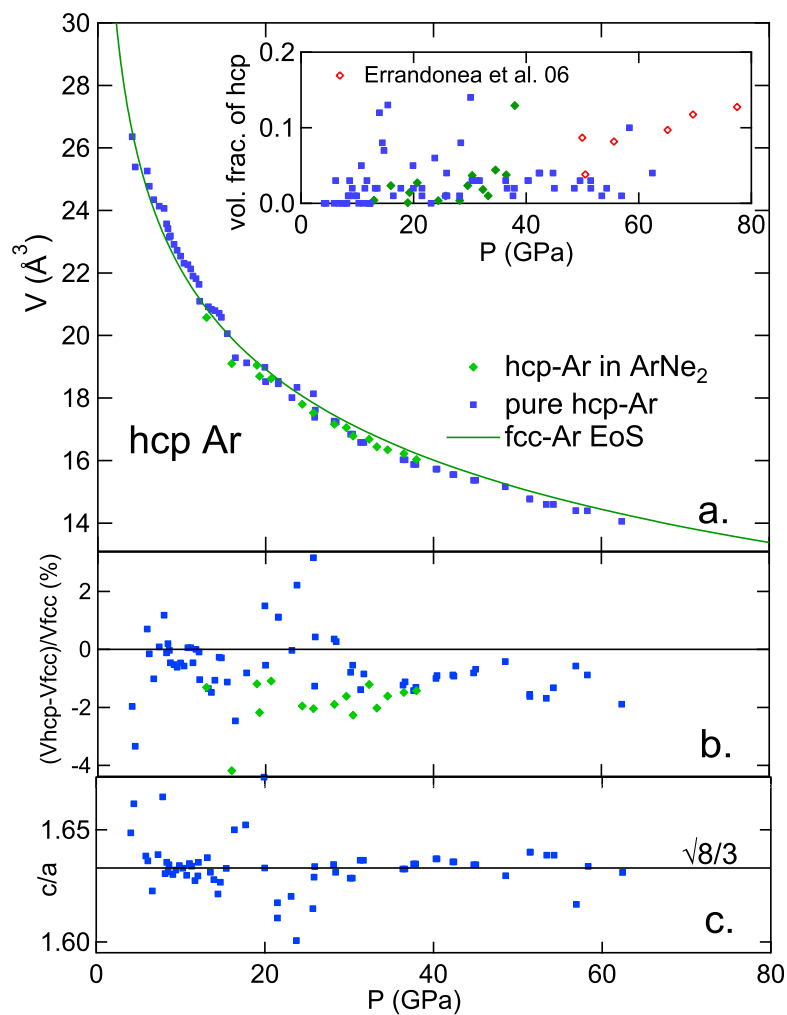 30
28
26
24
22
20
18
16
14
V (Å³)
0.2
0.1
0.0
vol. frac. of hcp
Errandonea et al. 06
0
20
40
60
80
P (GPa)
hcp-Ar in ArNe₂
pure hcp-Ar
fcc-Ar EoS
hcp Ar
a.
2
0
-2
-4
(Vhcp-Vfcc)/Vfcc (%)
b.
1.65
1.60
c/a
√8/3
c.
0
20
40
60
80
P (GPa)